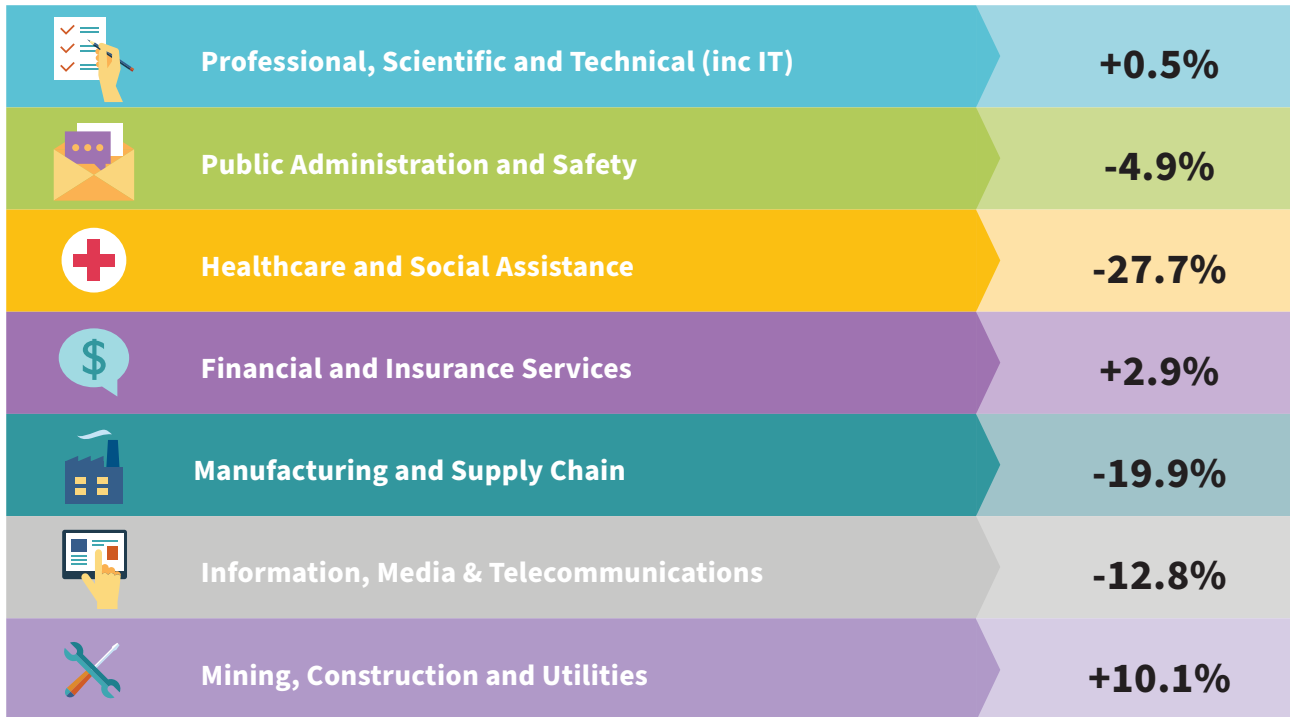 Professional, Scientific and Technical (inc IT) +0.5%
Public Administration and Safety -4.9%
Healthcare and Social Assistance -27.7%
Financial and Insurance Services +2.9%
Manufacturing and Supply Chain -19.9%
Information, Media & Telecommunications -12.8%
Mining, Construction and Utilities +10.1%